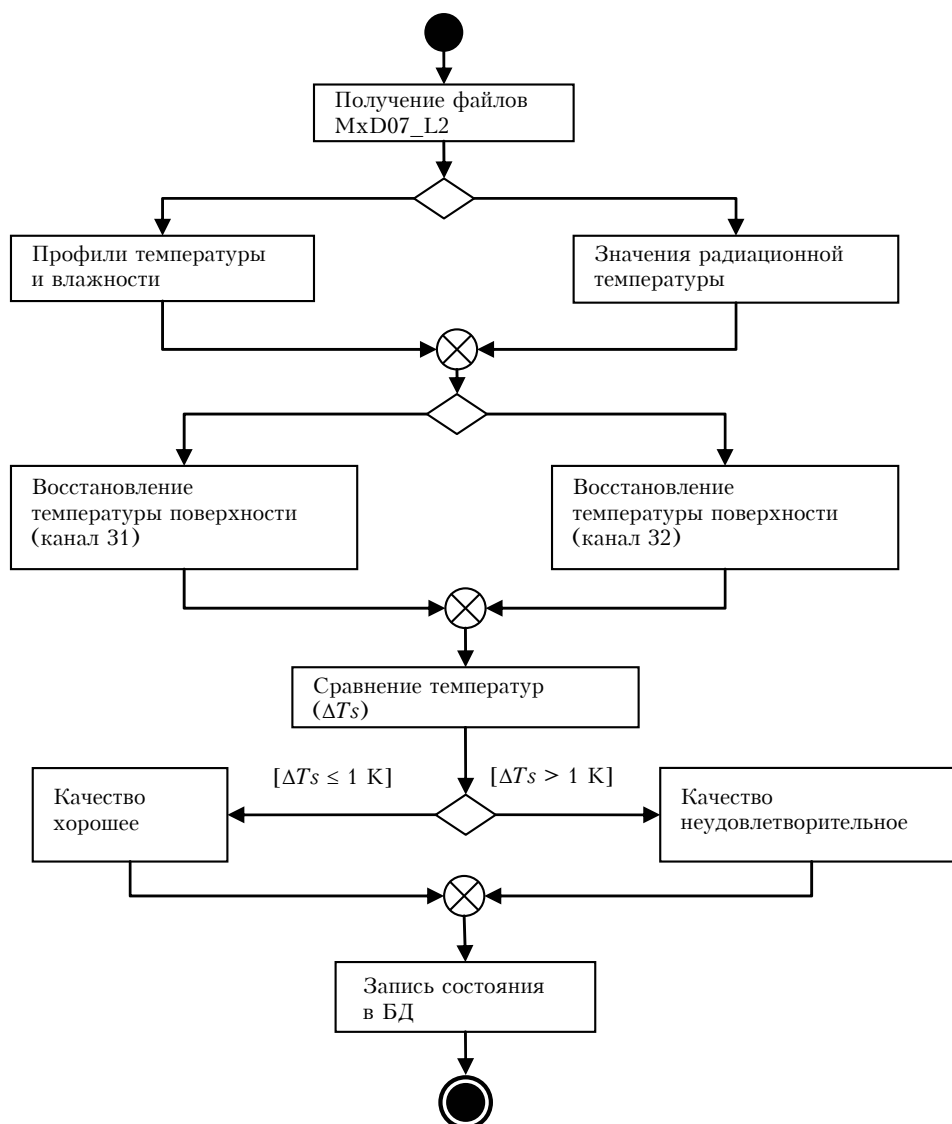 Получение файлов
MxD07_L2
Профили температуры
и влажности
Значения радиационной
температуры
Восстановление
температуры поверхности
(канал 31)
Восстановление
температуры поверхности
(канал 32)
Сравнение температур
(ΔTs)
[ΔTs ≤ 1 K]
[ΔTs > 1 K]
Качество
хорошее
Качество
неудовлетворительное
Запись состояния
в БД